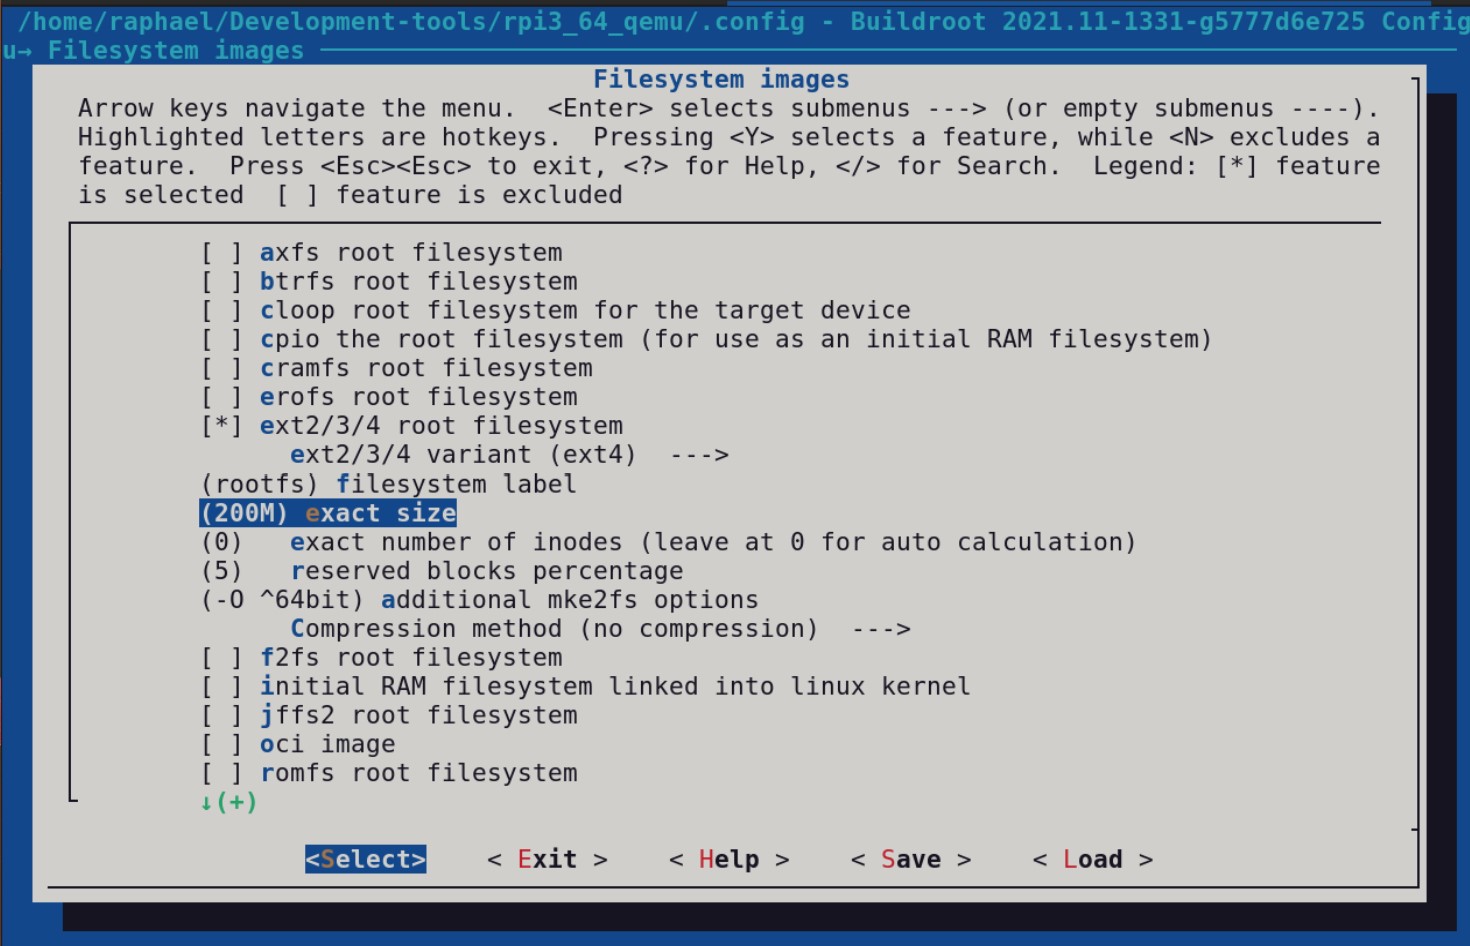 /home/raphael/Development-tools/rpi3_64_qemu/.config - Buildroot 2021.11-1331-g5777d6e725 Config
u→ Filesystem images
Filesystem images
Arrow keys navigate the menu.  <Enter> selects submenus ---> (or empty submenus ----).
Highlighted letters are hotkeys.  Pressing <Y> selects a feature, while <N> excludes a
feature.  Press <Esc><Esc> to exit, <?> for Help, </> for Search.  Legend: [*] feature
is selected  [ ] feature is excluded
[ ] axfs root filesystem
[ ] btrfs root filesystem
[ ] cloop root filesystem for the target device
[ ] cpio the root filesystem (for use as an initial RAM filesystem)
[ ] cramfs root filesystem
[ ] erofs root filesystem
[*] ext2/3/4 root filesystem
ext2/3/4 variant (ext4)  --->
(rootfs) filesystem label
(200M) exact size
(0)   exact number of inodes (leave at 0 for auto calculation)
(5)   reserved blocks percentage
(-O ^64bit) additional mke2fs options
Compression method (no compression)  --->
[ ] f2fs root filesystem
[ ] initial RAM filesystem linked into linux kernel
[ ] jffs2 root filesystem
[ ] oci image
[ ] romfs root filesystem
↓(+)
<Select>    < Exit >    < Help >    < Save >    < Load >